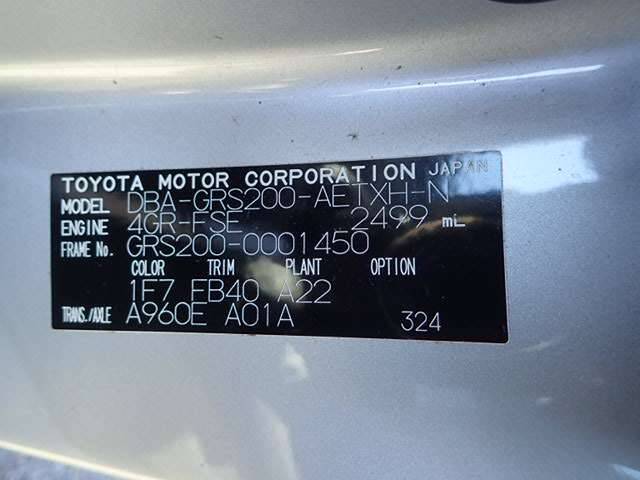 TOYOTA MOTOR CORPORATION JAPAN
MODEL DBA-GRS200-AETXH-N
ENGINE 4GR-FSE 2499 mL
FRAME No. GRS200-0001450
COLOR TRIM PLANT OPTION
1F7 FB40 A22
TRANS./AXLE A960E A01A 324